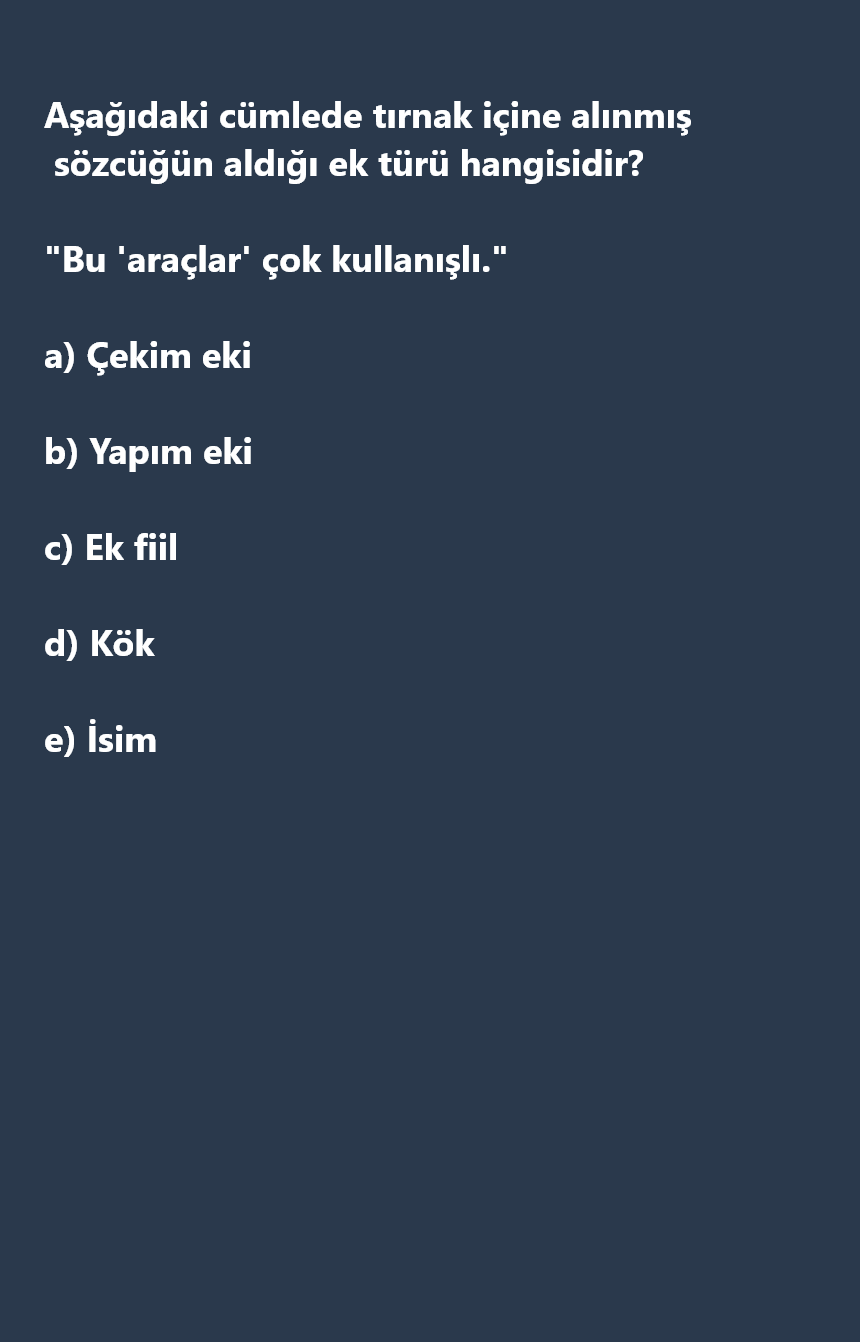 Aşağıdaki cümlede tırnak içine alınmış
sözcüğün aldığı ek türü hangisidir?
"Bu 'araçlar' çok kullanışlı."
a) Çekim eki
b) Yapım eki
c) Ek fiil
d) Kök
e) İsim